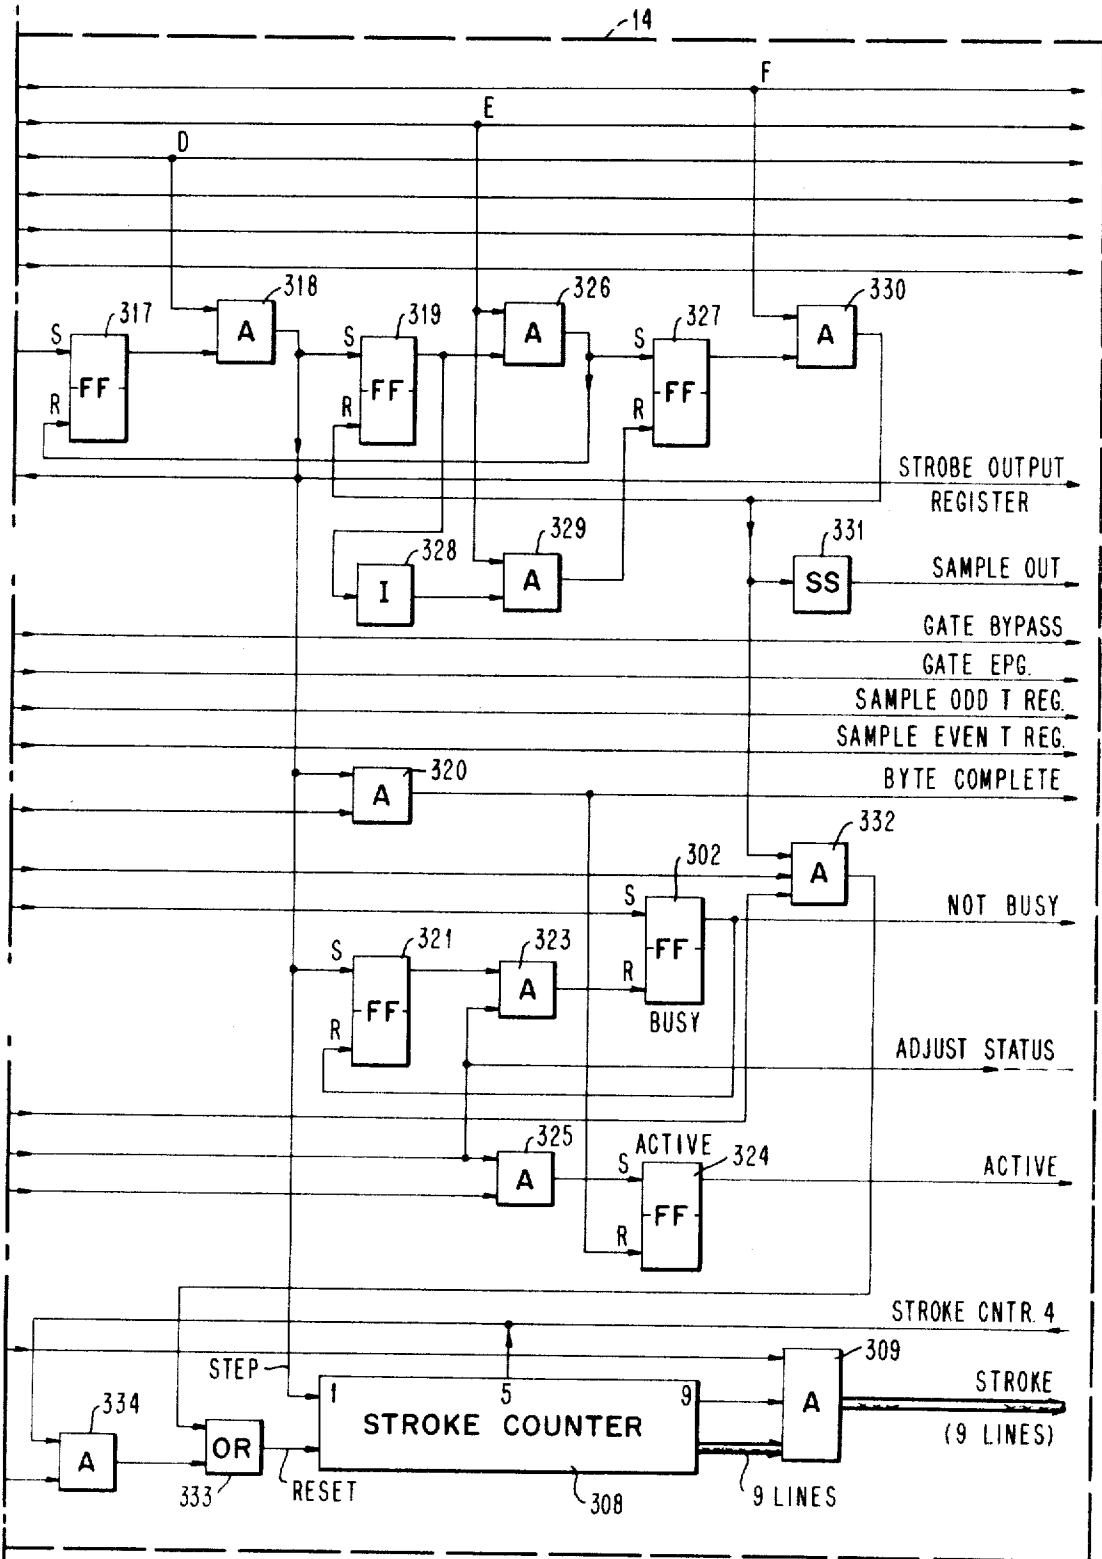 14
F
E
D
318
326
330
317
319
327
A
A
A
S
S
S
FF
FF
FF
R
R
R
STROBE OUTPUT
REGISTER
328
329
331
I
A
SS
SAMPLE OUT
GATE BYPASS
GATE EPG.
SAMPLE ODD T REG.
SAMPLE EVEN T REG.
320
A
BYTE COMPLETE
332
A
302
S
FF
R
BUSY
NOT BUSY
321
323
S
A
FF
R
ADJUST STATUS
325
A
ACTIVE
324
S
FF
R
ACTIVE
STROKE CNTR. 4
309
STEP
1
5
9
STROKE COUNTER
A
STROKE
(9 LINES)
334
A
OR
333
RESET
308
9 LINES